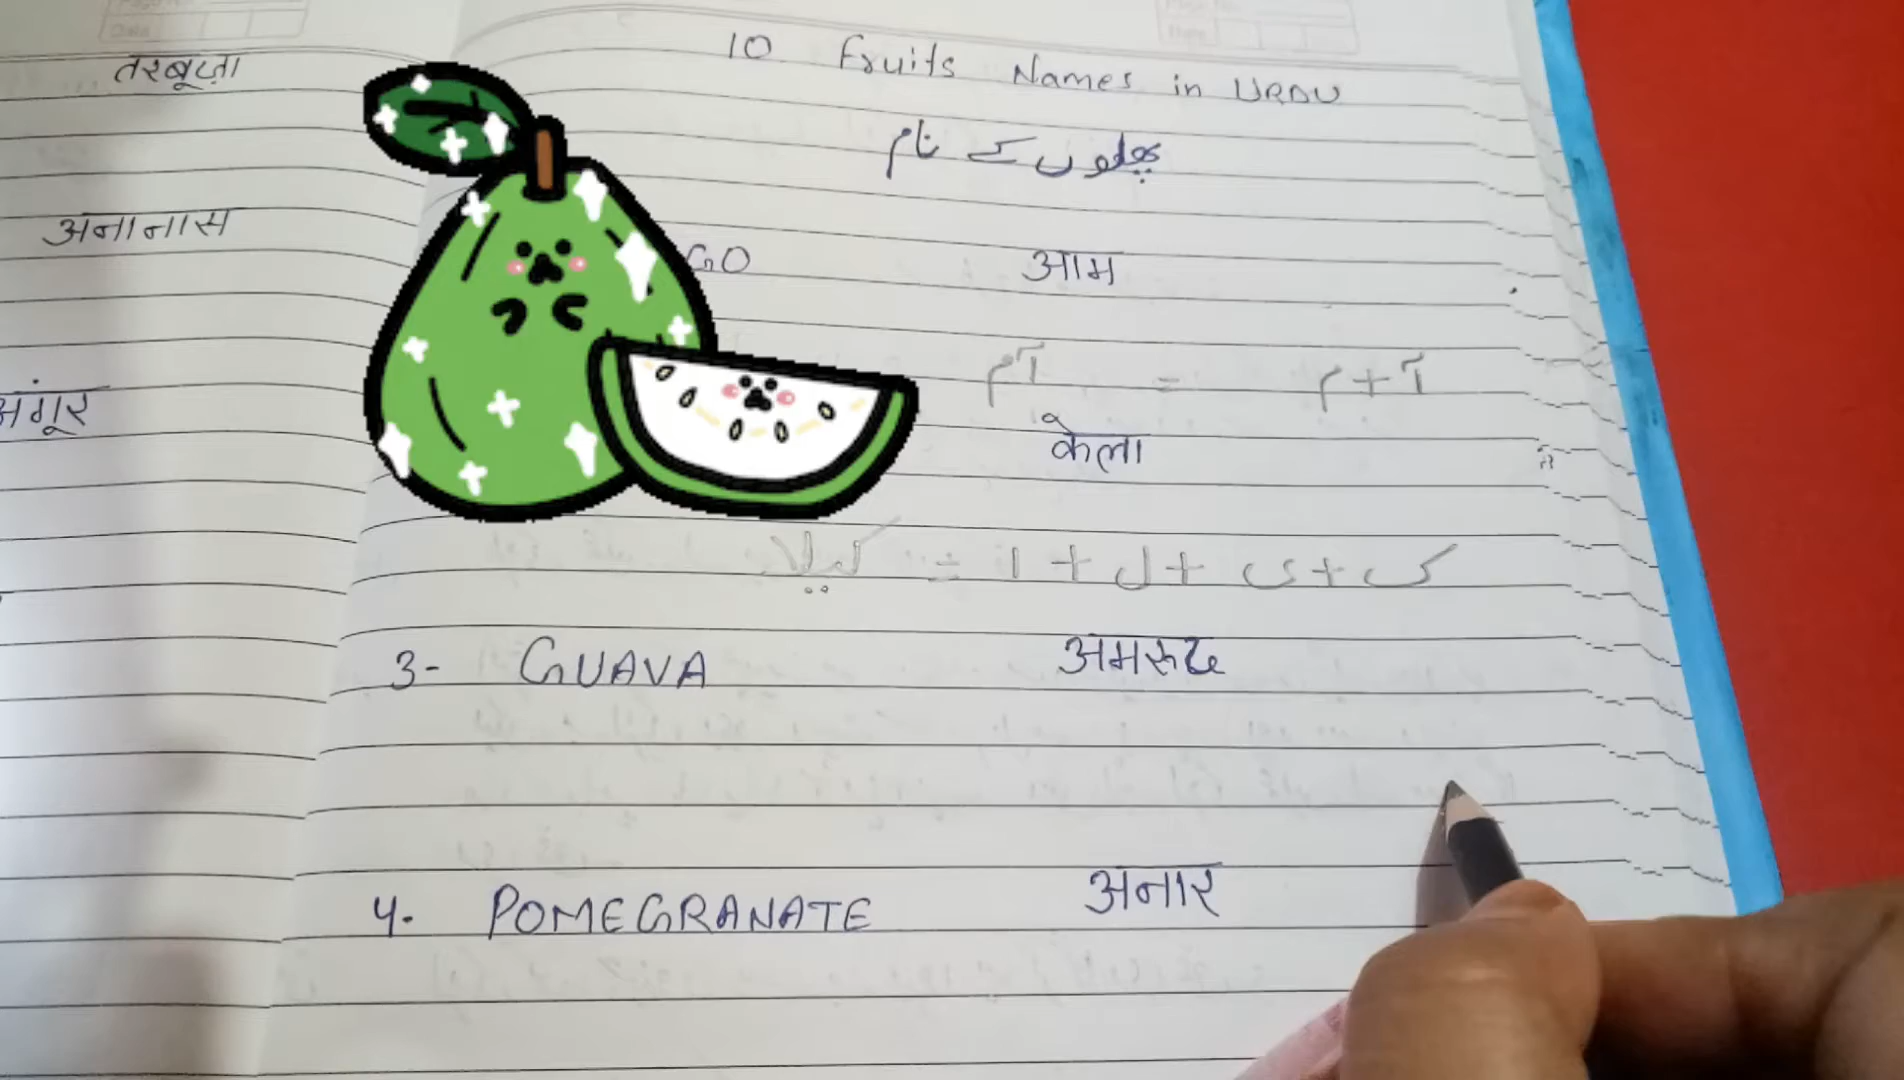 तरबूज़ा
अनानास
अंगूर
10 Fruits Names in URDU
پھلوں کے نام
GO आम
آ + م = آم
केला
ک + ی + ل + ا = کیلا
3- GUAVA अमरूद
4. POMEGRANATE अनार